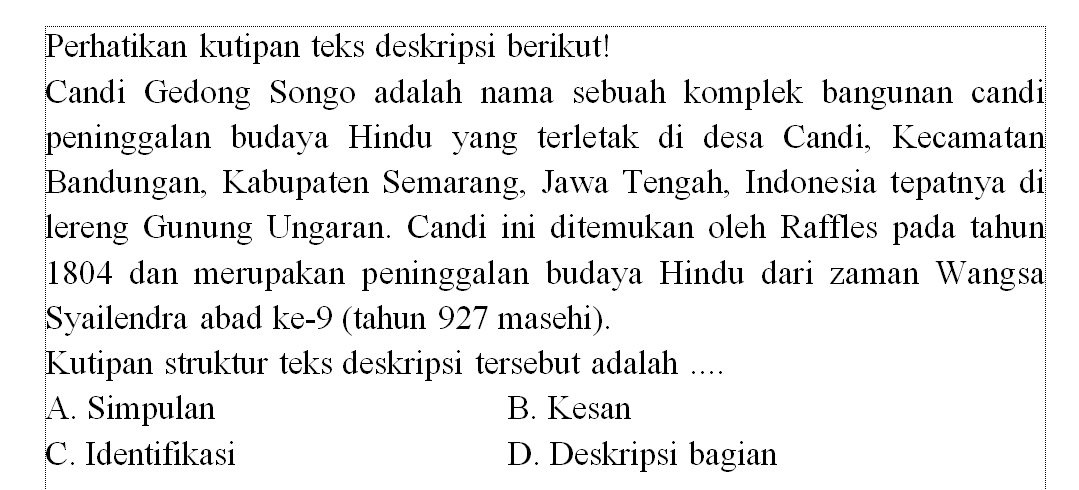 Perhatikan kutipan teks deskripsi berikut!
Candi Gedong Songo adalah nama sebuah komplek bangunan candi
peninggalan budaya Hindu yang terletak di desa Candi, Kecamatan
Bandungan, Kabupaten Semarang, Jawa Tengah, Indonesia tepatnya di
lereng Gunung Ungaran. Candi ini ditemukan oleh Raffles pada tahun
1804 dan merupakan peninggalan budaya Hindu dari zaman Wangsa
Syailendra abad ke-9 (tahun 927 masehi).
Kutipan struktur teks deskripsi tersebut adalah ....
A. Simpulan B. Kesan
C. Identifikasi D. Deskripsi bagian